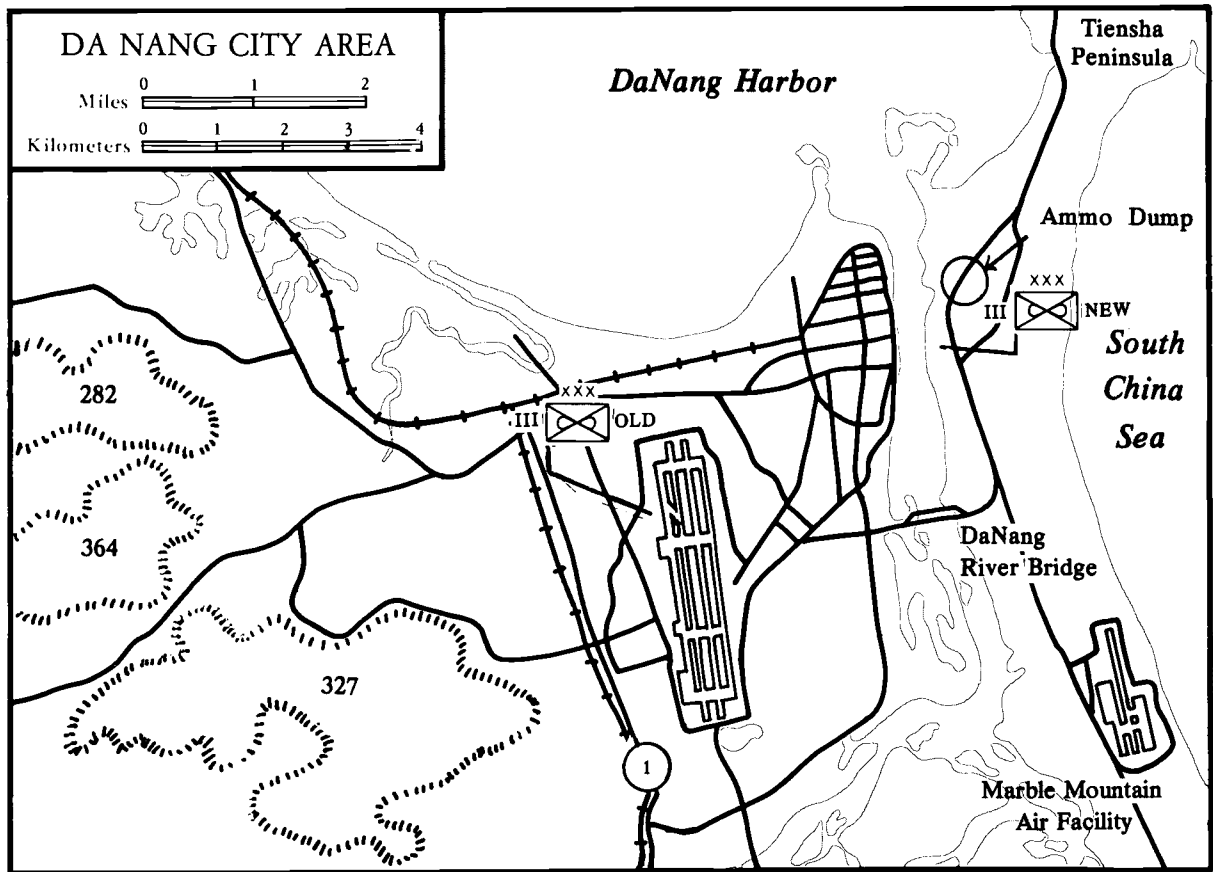 DA NANG CITY AREA
0 1 2
Miles
0 1 2 3 4
Kilometers
Tiensha
Peninsula
DaNang Harbor
Ammo Dump
XXX
III NEW
South
China
Sea
282
XXX
III OLD
364
DaNang
River Bridge
327
1
Marble Mountain
Air Facility